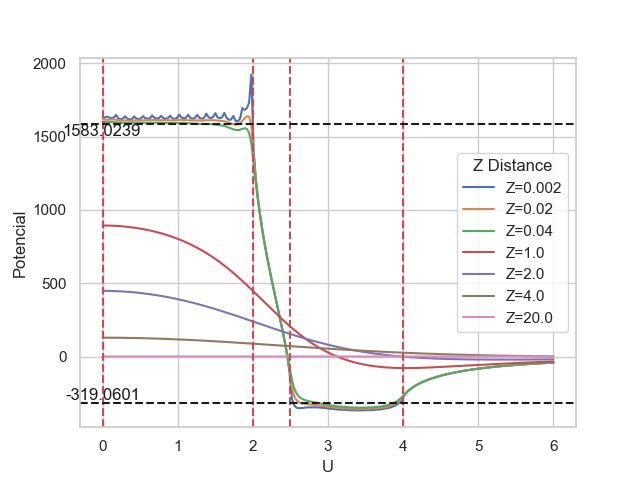 2000
1500
1000
500
0
1583.0239
-319.0601
Potencial
0
1
2
3
4
5
6
U
Z Distance
Z=0.002
Z=0.02
Z=0.04
Z=1.0
Z=2.0
Z=4.0
Z=20.0